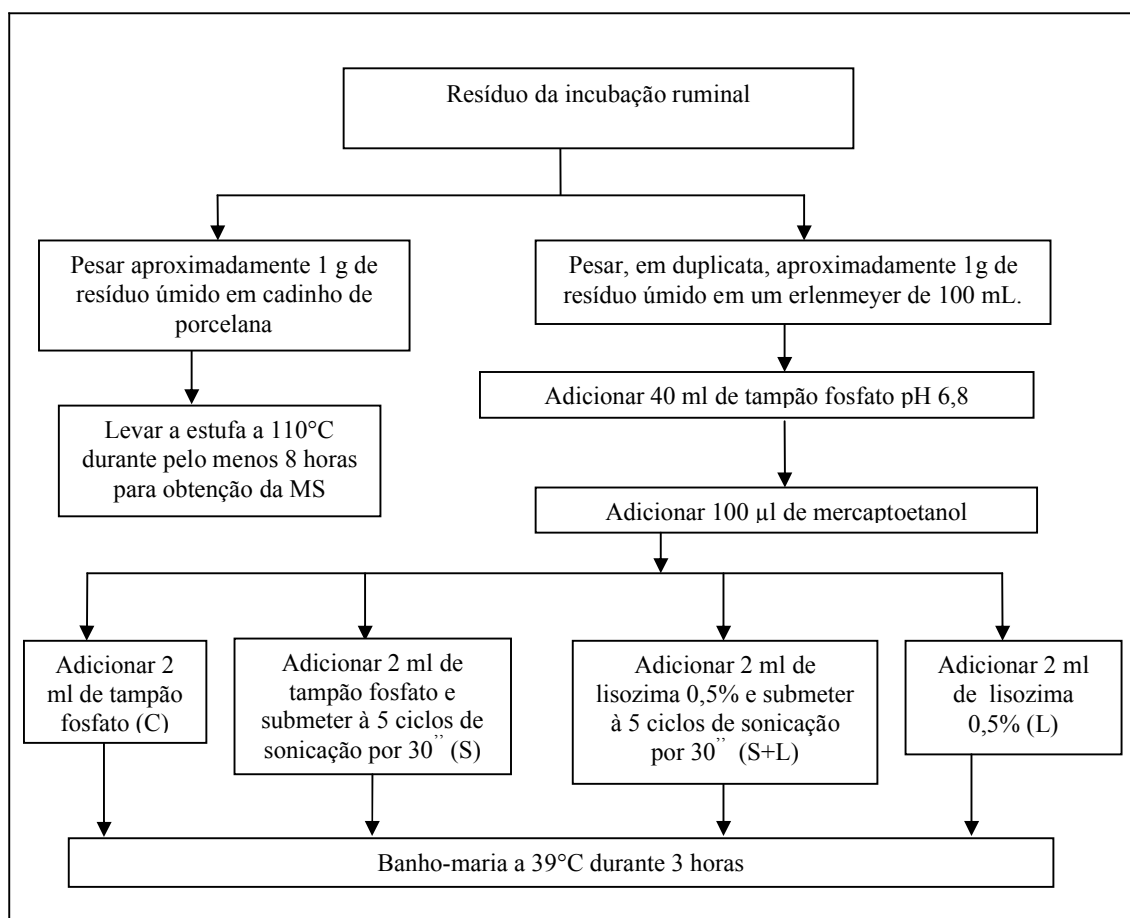 Resíduo da incubação ruminal
Pesar aproximadamente 1 g de
resíduo úmido em cadinho de
porcelana
Pesar, em duplicata, aproximadamente 1g de
resíduo úmido em um erlenmeyer de 100 mL.
Levar a estufa a 110°C
durante pelo menos 8 horas
para obtenção da MS
Adicionar 40 ml de tampão fosfato pH 6,8
Adicionar 100 µl de mercaptoetanol
Adicionar 2
ml de tampão
fosfato (C)
Adicionar 2 ml de
tampão fosfato e
submeter à 5 ciclos de
sonicação por 30’’ (S)
Adicionar 2 ml de
lisozima 0,5% e submeter
à 5 ciclos de sonicação
por 30’’ (S+L)
Adicionar 2 ml
de lisozima
0,5% (L)
Banho-maria a 39°C durante 3 horas